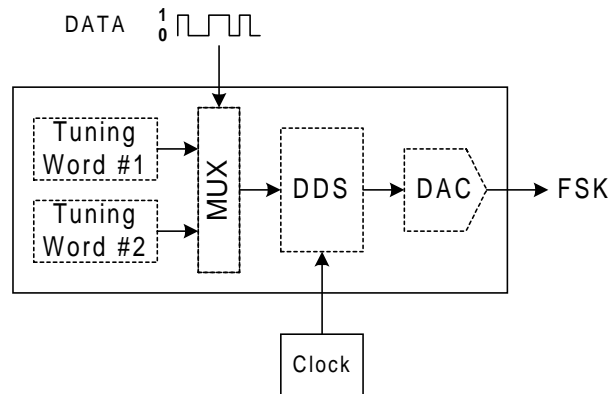 DATA
1
0
Tuning
Word #1
Tuning
Word #2
MUX
DDS
DAC
FSK
Clock